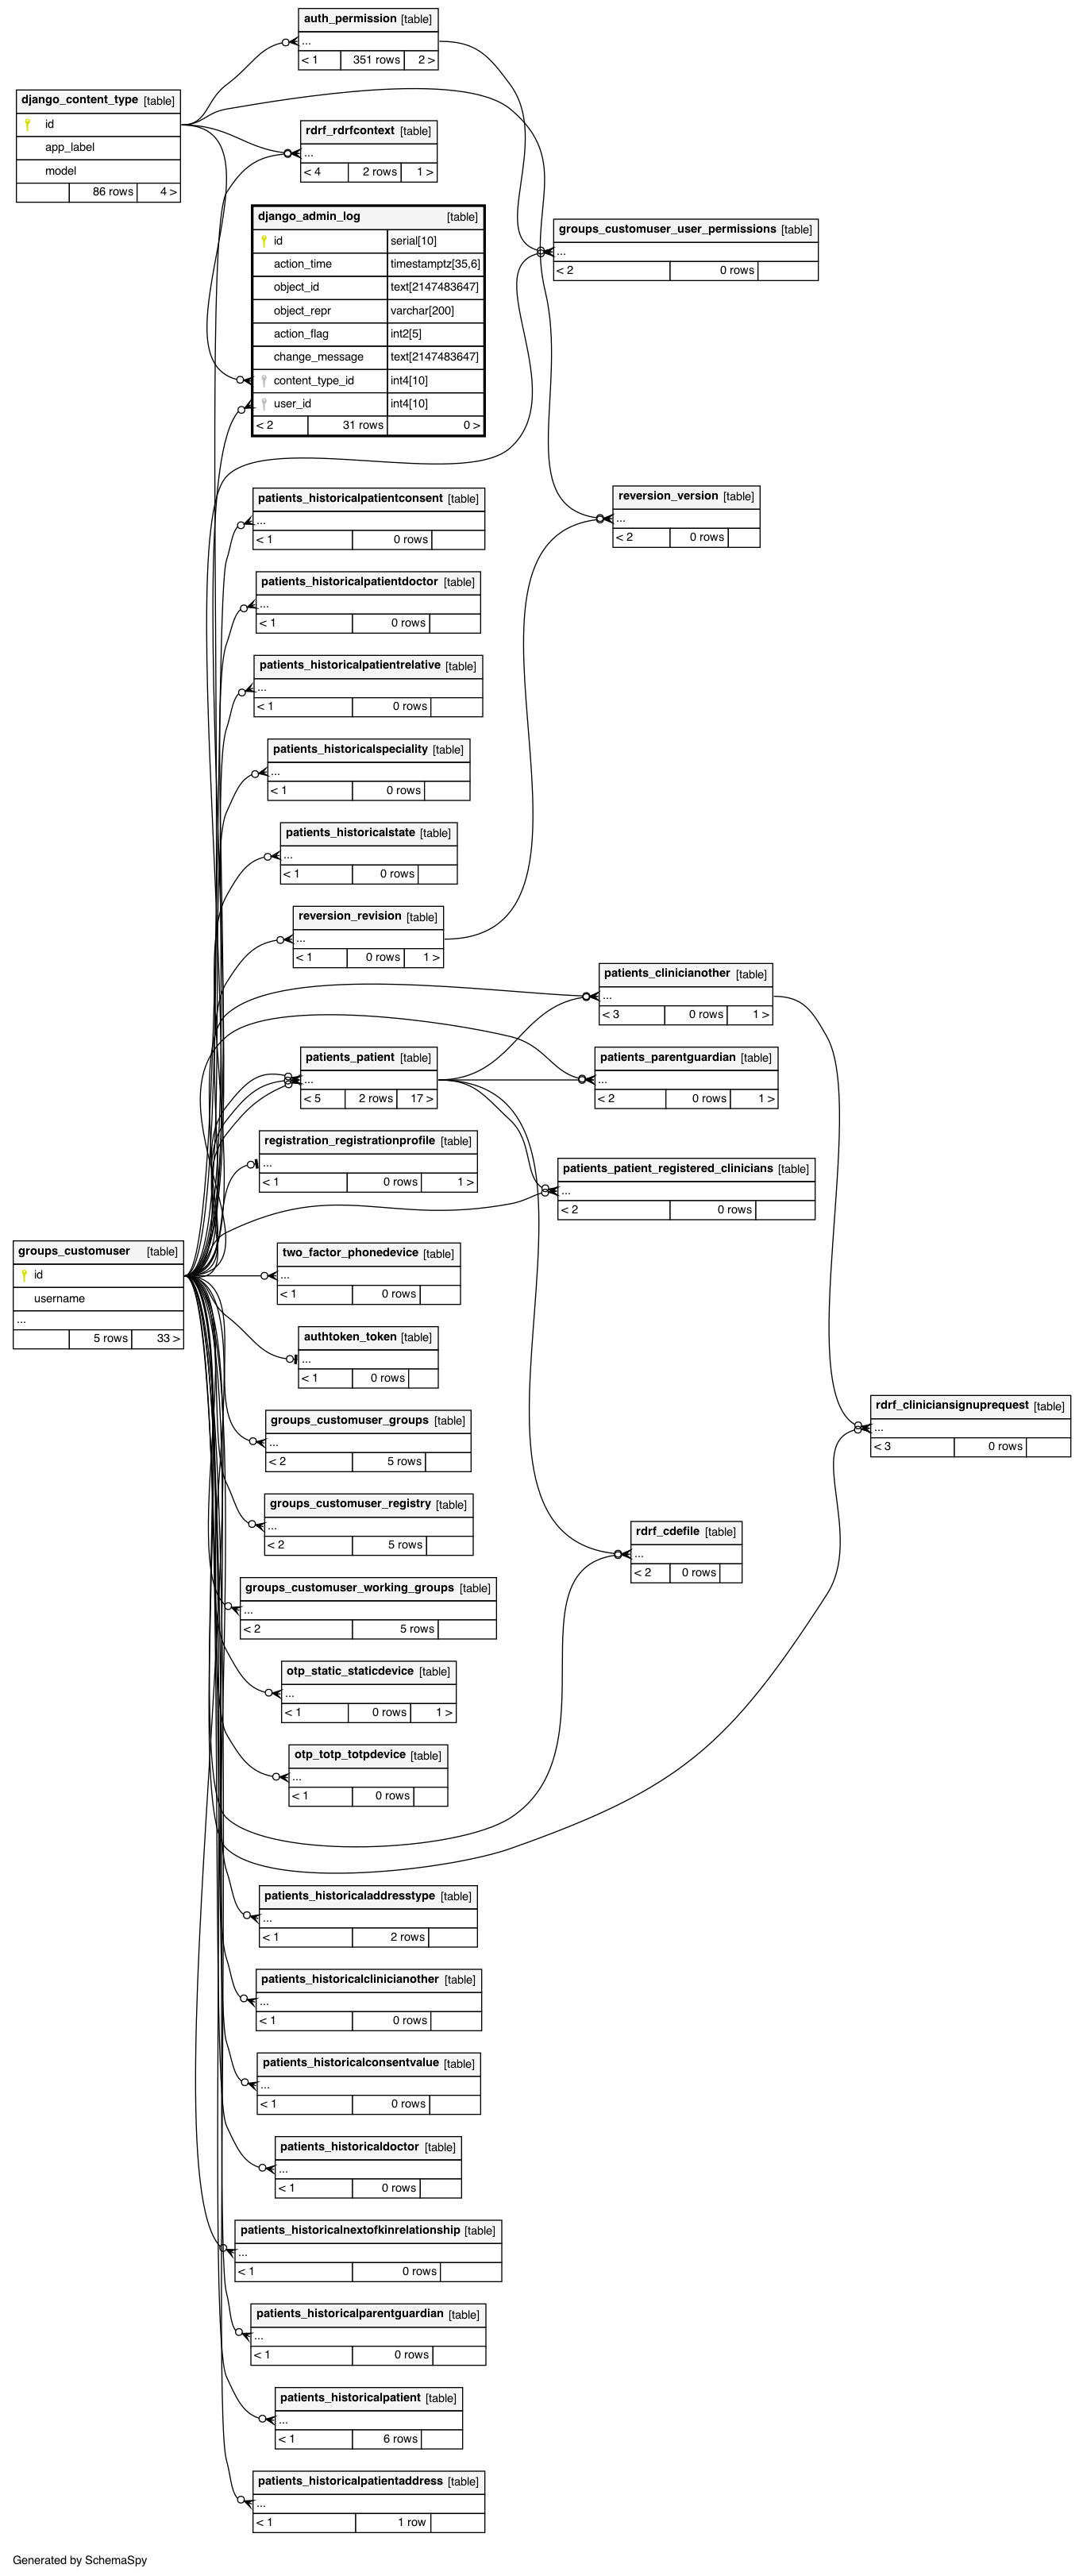 auth_permission [table]
...
< 1 351 rows 2 >
django_content_type [table]
id
app_label
model
86 rows 4 >
rdrf_rdrfcontext [table]
...
< 4 2 rows 1 >
django_admin_log [table]
id serial[10]
action_time timestamptz[35,6]
object_id text[2147483647]
object_repr varchar[200]
action_flag int2[5]
change_message text[2147483647]
content_type_id int4[10]
user_id int4[10]
< 2 31 rows 0 >
groups_customuser_user_permissions [table]
...
< 2 0 rows
patients_historicalpatientconsent [table]
...
< 1 0 rows
reversion_version [table]
...
< 2 0 rows
patients_historicalpatientdoctor [table]
...
< 1 0 rows
patients_historicalpatientrelative [table]
...
< 1 0 rows
patients_historicalspeciality [table]
...
< 1 0 rows
patients_historicalstate [table]
...
< 1 0 rows
reversion_revision [table]
...
< 1 0 rows 1 >
patients_clinicianother [table]
...
< 3 0 rows 1 >
patients_patient [table]
...
< 5 2 rows 17 >
patients_parentguardian [table]
...
< 2 0 rows 1 >
registration_registrationprofile [table]
...
< 1 0 rows 1 >
patients_patient_registered_clinicians [table]
...
< 2 0 rows
groups_customuser [table]
id
username
...
5 rows 33 >
two_factor_phonedevice [table]
...
< 1 0 rows
authtoken_token [table]
...
< 1 0 rows
groups_customuser_groups [table]
...
< 2 5 rows
rdrf_cliniciansignuprequest [table]
...
< 3 0 rows
groups_customuser_registry [table]
...
< 2 5 rows
rdrf_cdefile [table]
...
< 2 0 rows
groups_customuser_working_groups [table]
...
< 2 5 rows
otp_static_staticdevice [table]
...
< 1 0 rows 1 >
otp_totp_totpdevice [table]
...
< 1 0 rows
patients_historicaladdresstype [table]
...
< 1 2 rows
patients_historicalclinicianother [table]
...
< 1 0 rows
patients_historicalconsentvalue [table]
...
< 1 0 rows
patients_historicaldoctor [table]
...
< 1 0 rows
patients_historicalnextofkinrelationship [table]
...
< 1 0 rows
patients_historicalparentguardian [table]
...
< 1 0 rows
patients_historicalpatient [table]
...
< 1 6 rows
patients_historicalpatientaddress [table]
...
< 1 1 row
Generated by SchemaSpy